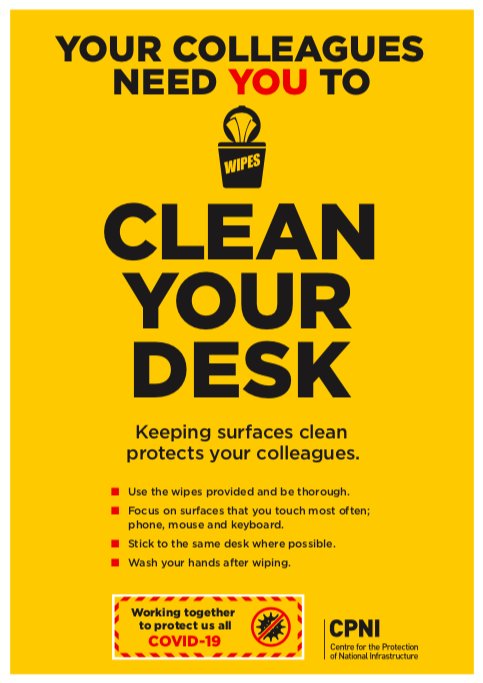 YOUR COLLEAGUES
NEED YOU TO
WIPES
CLEAN
YOUR
DESK
Keeping surfaces clean
protects your colleagues.
Use the wipes provided and be thorough.
Focus on surfaces that you touch most often;
phone, mouse and keyboard.
Stick to the same desk where possible.
Wash your hands after wiping.
Working together
to protect us all
COVID-19
CPNI
Centre for the Protection
of National Infrastructure